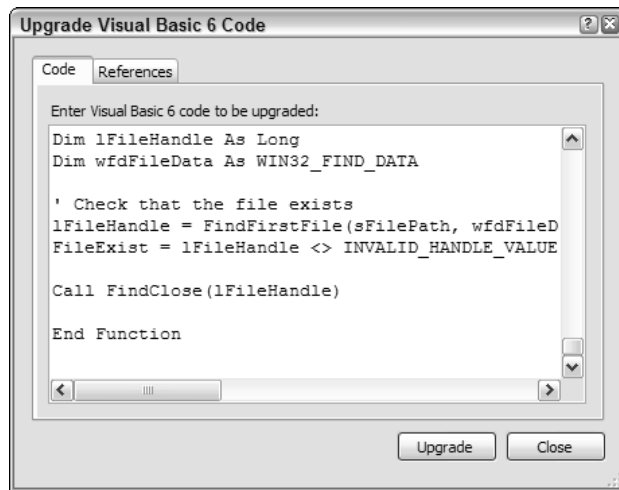 Upgrade Visual Basic 6 Code
Code
References
Enter Visual Basic 6 code to be upgraded:
Dim lFileHandle As Long
Dim wfdFileData As WIN32_FIND_DATA
' Check that the file exists
lFileHandle = FindFirstFile(sFilePath, wfdFileD
FileExist = lFileHandle <> INVALID_HANDLE_VALUE
Call FindClose(lFileHandle)
End Function
Upgrade
Close